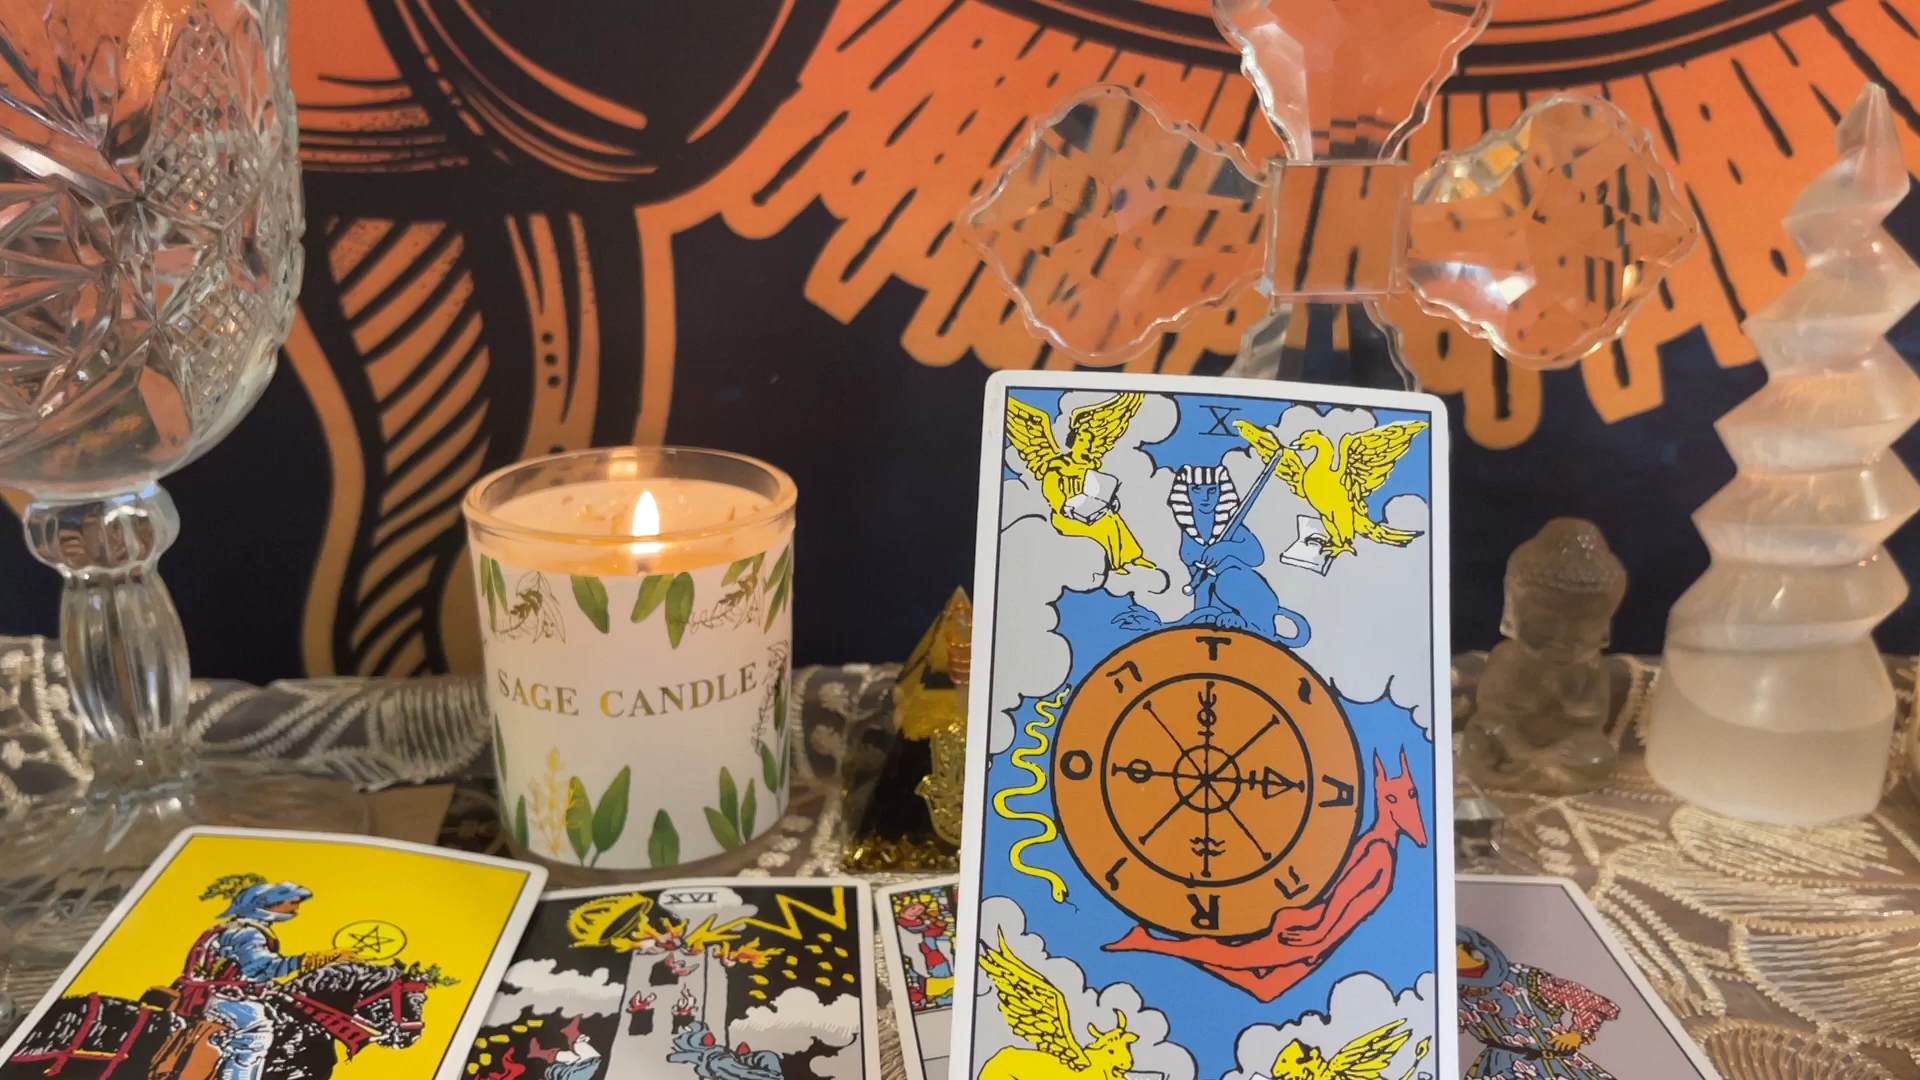 X
SAGE CANDLE
T
ה י
O A
ו ה
R
XVI